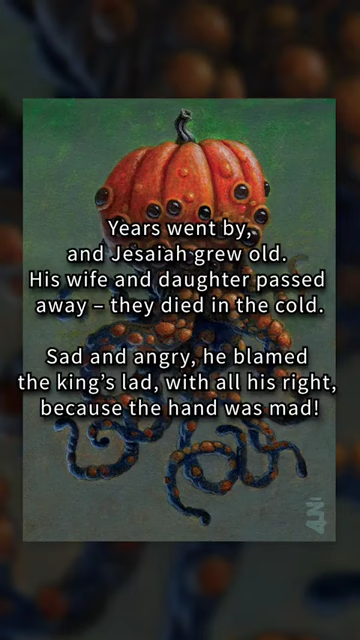 Years went by,
and Jesaiah grew old.
His wife and daughter passed
away – they died in the cold.
Sad and angry, he blamed
the king's lad, with all his right,
because the hand was mad!